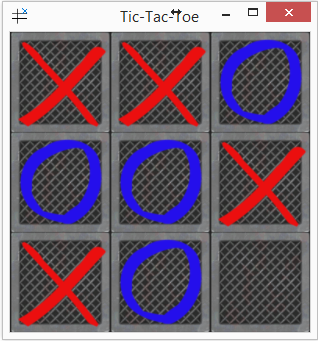 Tic-Tac-Toe
X X O
O O X
X O